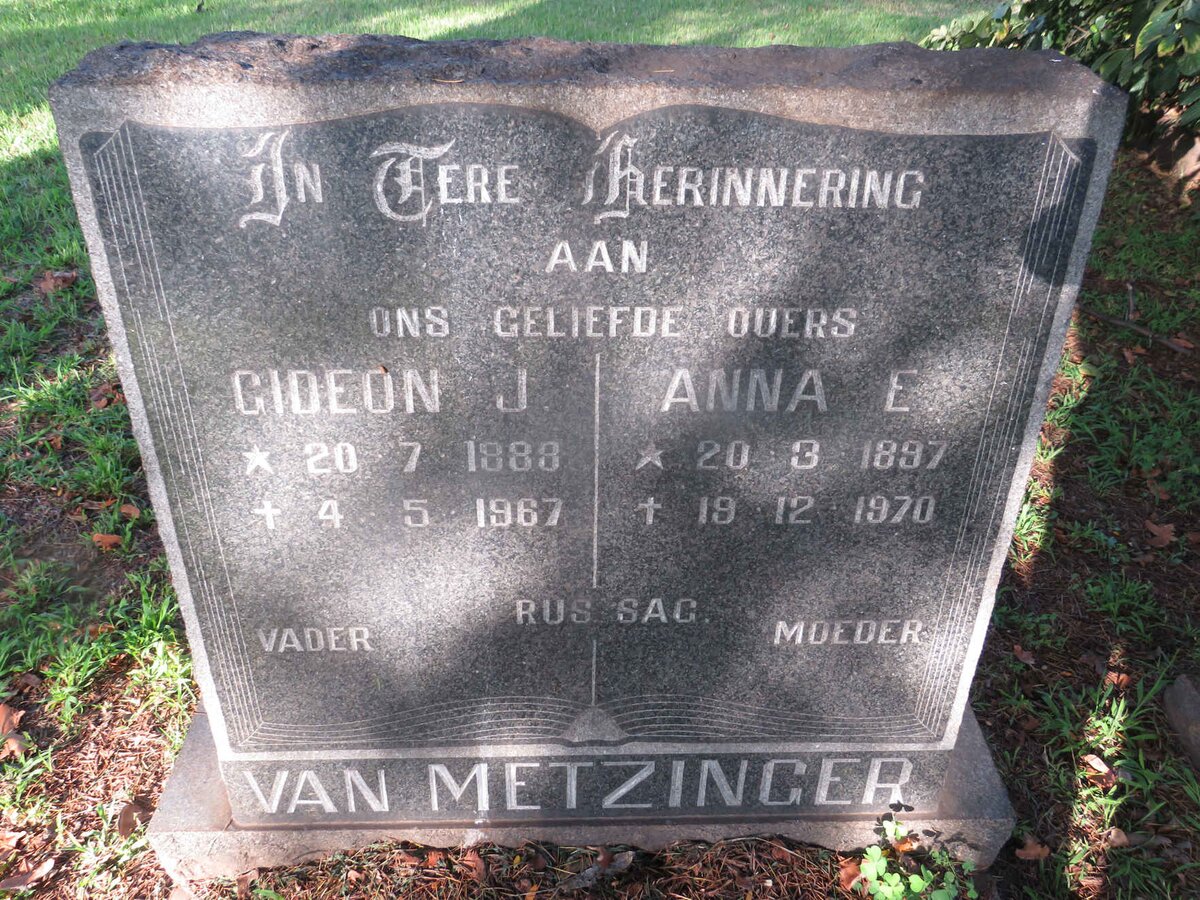 In Tere Herinnering
AAN
ONS GELIEFDE OUERS
GIDEON J. ANNA E.
★ 20 7 1888 ★ 20 3 1897
✝ 4 5 1967 ✝ 19 12 1970
RUS SAG.
VADER MOEDER
VAN METZINGER